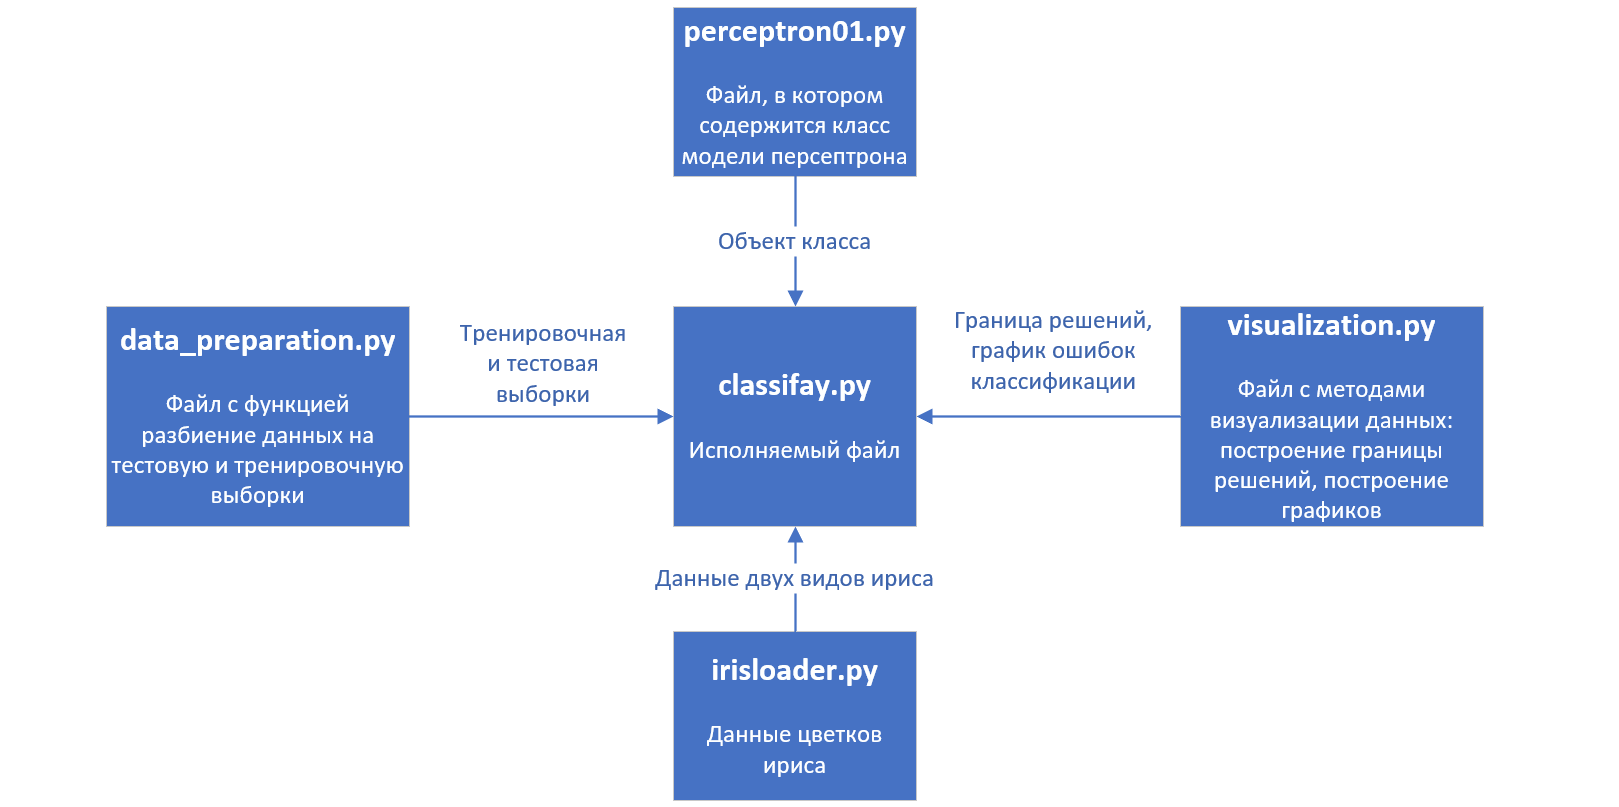 perceptron01.py
Файл, в котором
содержится класс
модели персептрона
Объект класса
data_preparation.py
Файл с функцией
разбиение данных на
тестовую и тренировочную
выборки
Тренировочная
и тестовая
выборки
classifay.py
Исполняемый файл
Граница решений,
график ошибок
классификации
visualization.py
Файл с методами
визуализации данных:
построение границы
решений, построение
графиков
Данные двух видов ириса
irisloader.py
Данные цветков
ириса